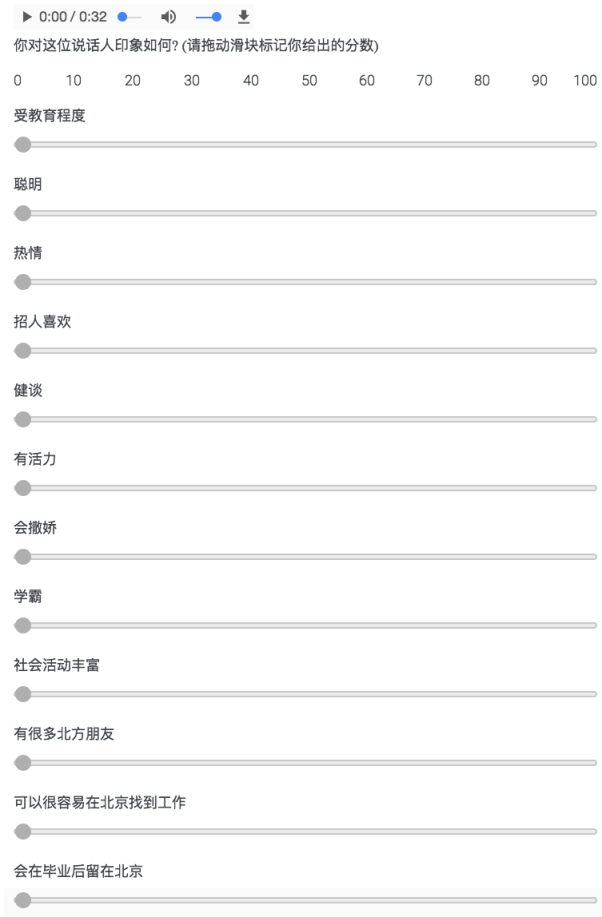 0:00 / 0:32
你对这位说话人印象如何? (请拖动滑块标记你给出的分数)
0 10 20 30 40 50 60 70 80 90 100
受教育程度
聪明
热情
招人喜欢
健谈
有活力
会撒娇
学霸
社会活动丰富
有很多北方朋友
可以很容易在北京找到工作
会在毕业后留在北京